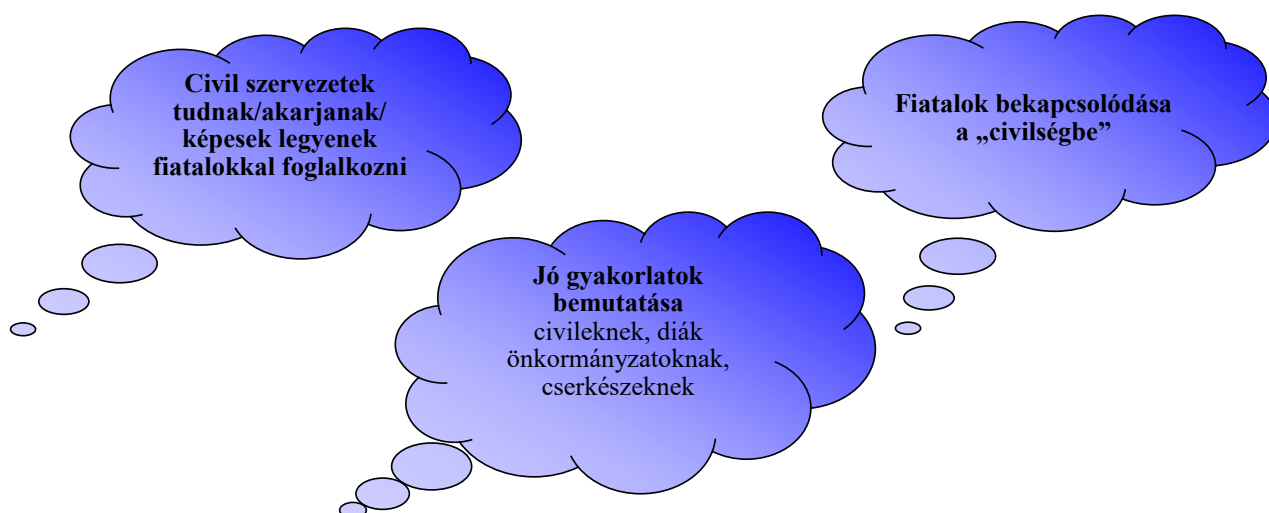 Civil szervezetek
tudnak/akarjanak/
képesek legyenek
fiatalokkal foglalkozni
Fiatalok bekapcsolódása
a „civilségbe”
Jó gyakorlatok
bemutatása
civileknek, diák
önkormányzatoknak,
cserkészeknek